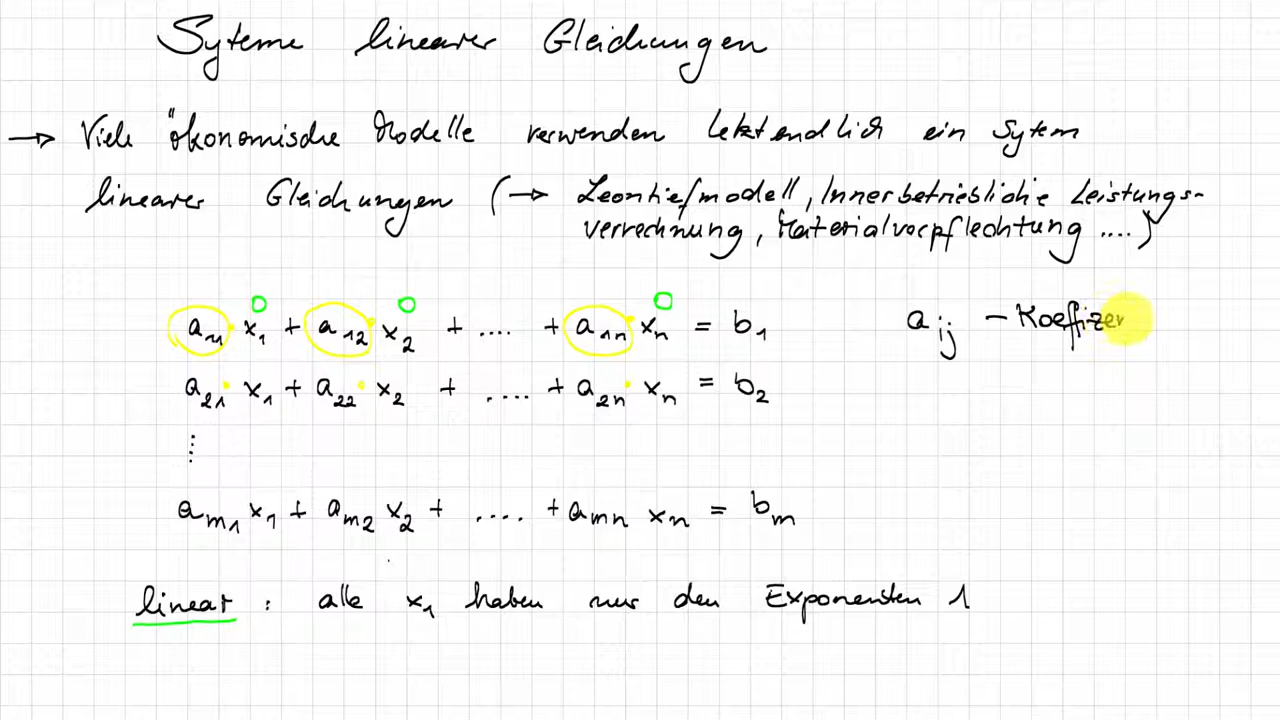 Syteme linearer Gleichungen
→ Viele ökonomische Modelle verwenden letztendlich ein Sytem
linearer Gleichungen (→ Leontiefmodell, Innerbetriebliche Leistungs-
verrechnung, Materialverpflechtung ....)
a₁₁ · x₁ + a₁₂ · x₂ + .... + a₁ₙ · xₙ = b₁
aᵢⱼ – Koeffizen
a₂₁ · x₁ + a₂₂ · x₂ + .... + a₂ₙ · xₙ = b₂
⋮
aₘ₁ x₁ + aₘ₂ x₂ + .... + aₘₙ xₙ = bₘ
linear : alle x₁ haben nur den Exponenten 1